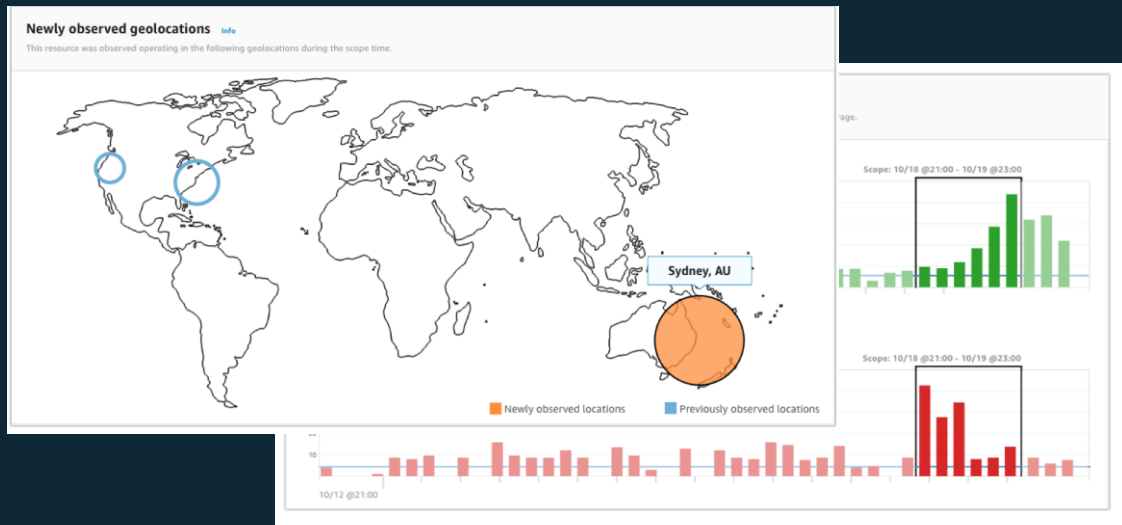 Newly observed geolocations Info
This resource was observed operating in the following geolocations during the scope time.
Sydney, AU
Newly observed locations
Previously observed locations
Scope: 10/18 @21:00 - 10/19 @23:00
Scope: 10/18 @21:00 - 10/19 @23:00
10
10/12 @21:00